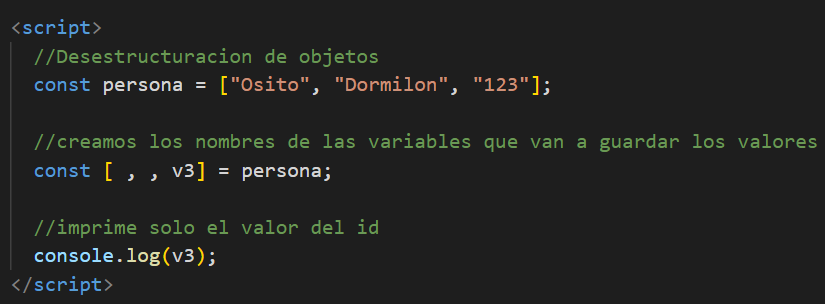 <script>
//Desestructuracion de objetos
const persona = ["Osito", "Dormilon", "123"];
//creamos los nombres de las variables que van a guardar los valores
const [ , , v3] = persona;
//imprime solo el valor del id
console.log(v3);
</script>